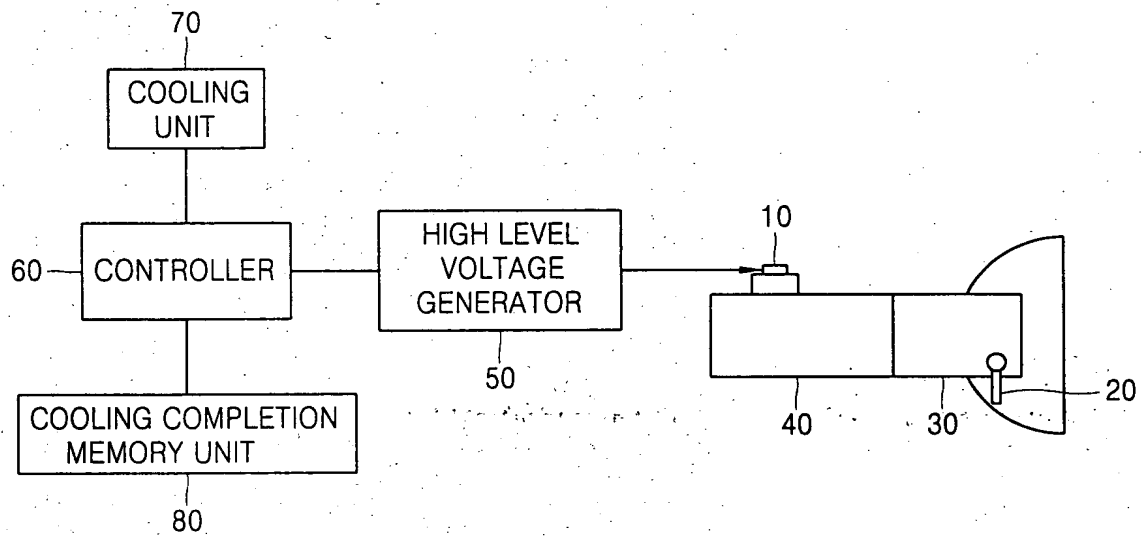 70
COOLING
UNIT
60
CONTROLLER
HIGH LEVEL
VOLTAGE
GENERATOR
50
10
20
40
30
COOLING COMPLETION
MEMORY UNIT
80